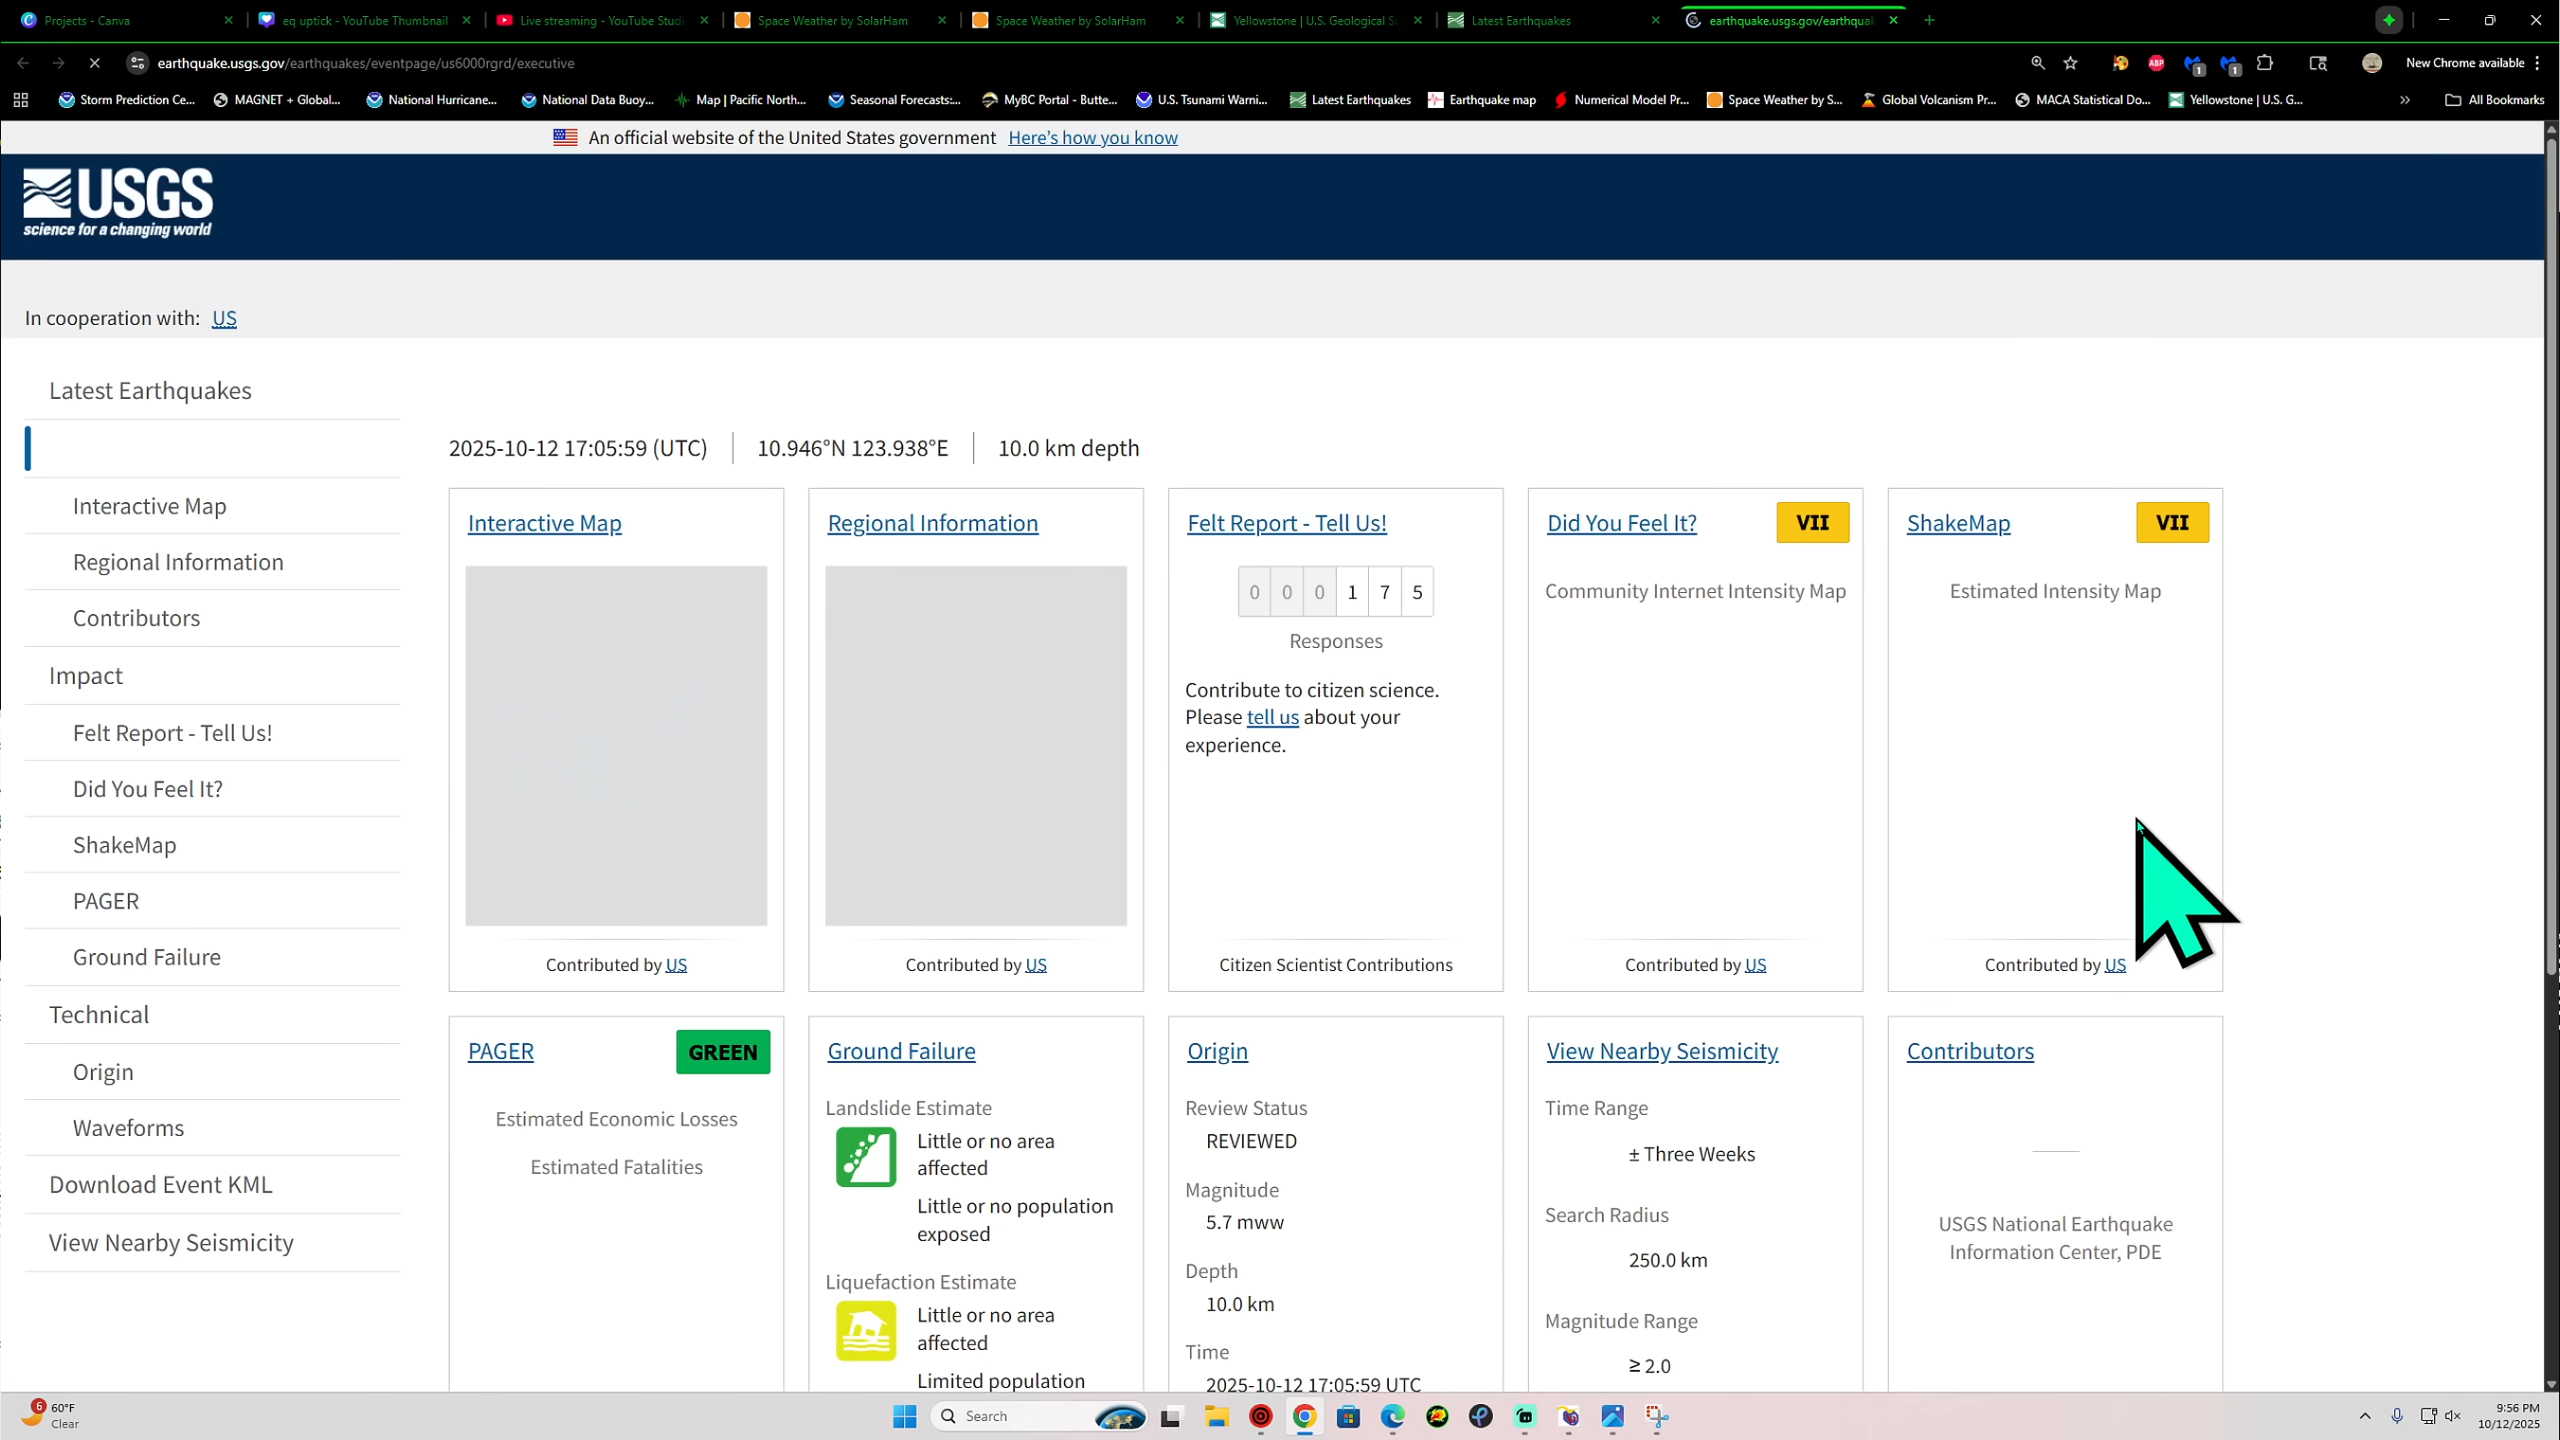 Projects - Canva
eq uptick - YouTube Thumbnail
Live streaming - YouTube Studi
Space Weather by SolarHam
Space Weather by SolarHam
Yellowstone | U.S. Geological S
Latest Earthquakes
earthquake.usgs.gov/earthqua
earthquake.usgs.gov/earthquakes/eventpage/us6000rgrd/executive
ABP
1
1
New Chrome available
Storm Prediction Ce...
MAGNET + Global...
National Hurricane...
National Data Buoy...
Map | Pacific North...
Seasonal Forecasts:...
MyBC Portal - Butte...
U.S. Tsunami Warni...
Latest Earthquakes
Earthquake map
Numerical Model Pr...
Space Weather by S...
Global Volcanism Pr...
MACA Statistical Do...
Yellowstone | U.S. G...
All Bookmarks
An official website of the United States government Here's how you know
USGS
science for a changing world
In cooperation with: US
Latest Earthquakes
Interactive Map
Regional Information
Contributors
Impact
Felt Report - Tell Us!
Did You Feel It?
ShakeMap
PAGER
Ground Failure
Technical
Origin
Waveforms
Download Event KML
View Nearby Seismicity
2025-10-12 17:05:59 (UTC)
10.946°N 123.938°E
10.0 km depth
Interactive Map
Contributed by US
Regional Information
Contributed by US
Felt Report - Tell Us!
0 0 0 1 7 5
Responses
Contribute to citizen science.
Please tell us about your
experience.
Citizen Scientist Contributions
Did You Feel It?
VII
Community Internet Intensity Map
Contributed by US
ShakeMap
VII
Estimated Intensity Map
Contributed by US
PAGER
GREEN
Estimated Economic Losses
Estimated Fatalities
Ground Failure
Landslide Estimate
Little or no area
affected
Little or no population
exposed
Liquefaction Estimate
Little or no area
affected
Limited population
Origin
Review Status
REVIEWED
Magnitude
5.7 mww
Depth
10.0 km
Time
2025-10-12 17:05:59 UTC
View Nearby Seismicity
Time Range
± Three Weeks
Search Radius
250.0 km
Magnitude Range
≥ 2.0
Contributors
USGS National Earthquake
Information Center, PDE
6
60°F
Clear
Search
9:56 PM
10/12/2025